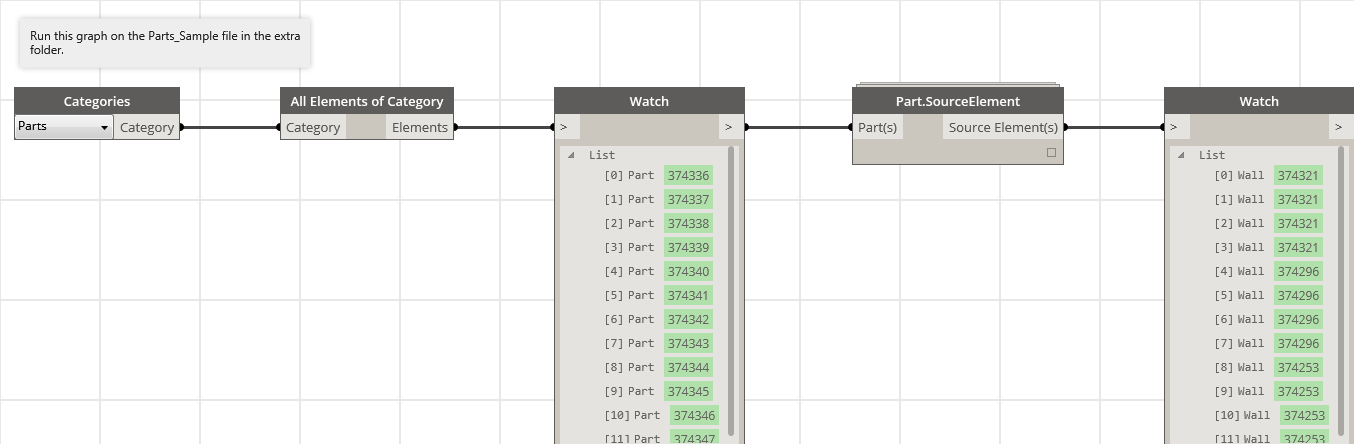 Run this graph on the Parts_Sample file in the extra
folder.
Categories
Parts
Category
All Elements of Category
Category
Elements
Watch
>
>
List
[0] Part 374336
[1] Part 374337
[2] Part 374338
[3] Part 374339
[4] Part 374340
[5] Part 374341
[6] Part 374342
[7] Part 374343
[8] Part 374344
[9] Part 374345
[10] Part 374346
[11] Part 374347
Part.SourceElement
Part(s)
Source Element(s)
Watch
>
>
List
[0] Wall 374321
[1] Wall 374321
[2] Wall 374321
[3] Wall 374321
[4] Wall 374296
[5] Wall 374296
[6] Wall 374296
[7] Wall 374296
[8] Wall 374253
[9] Wall 374253
[10] Wall 374253
[11] Wall 374253